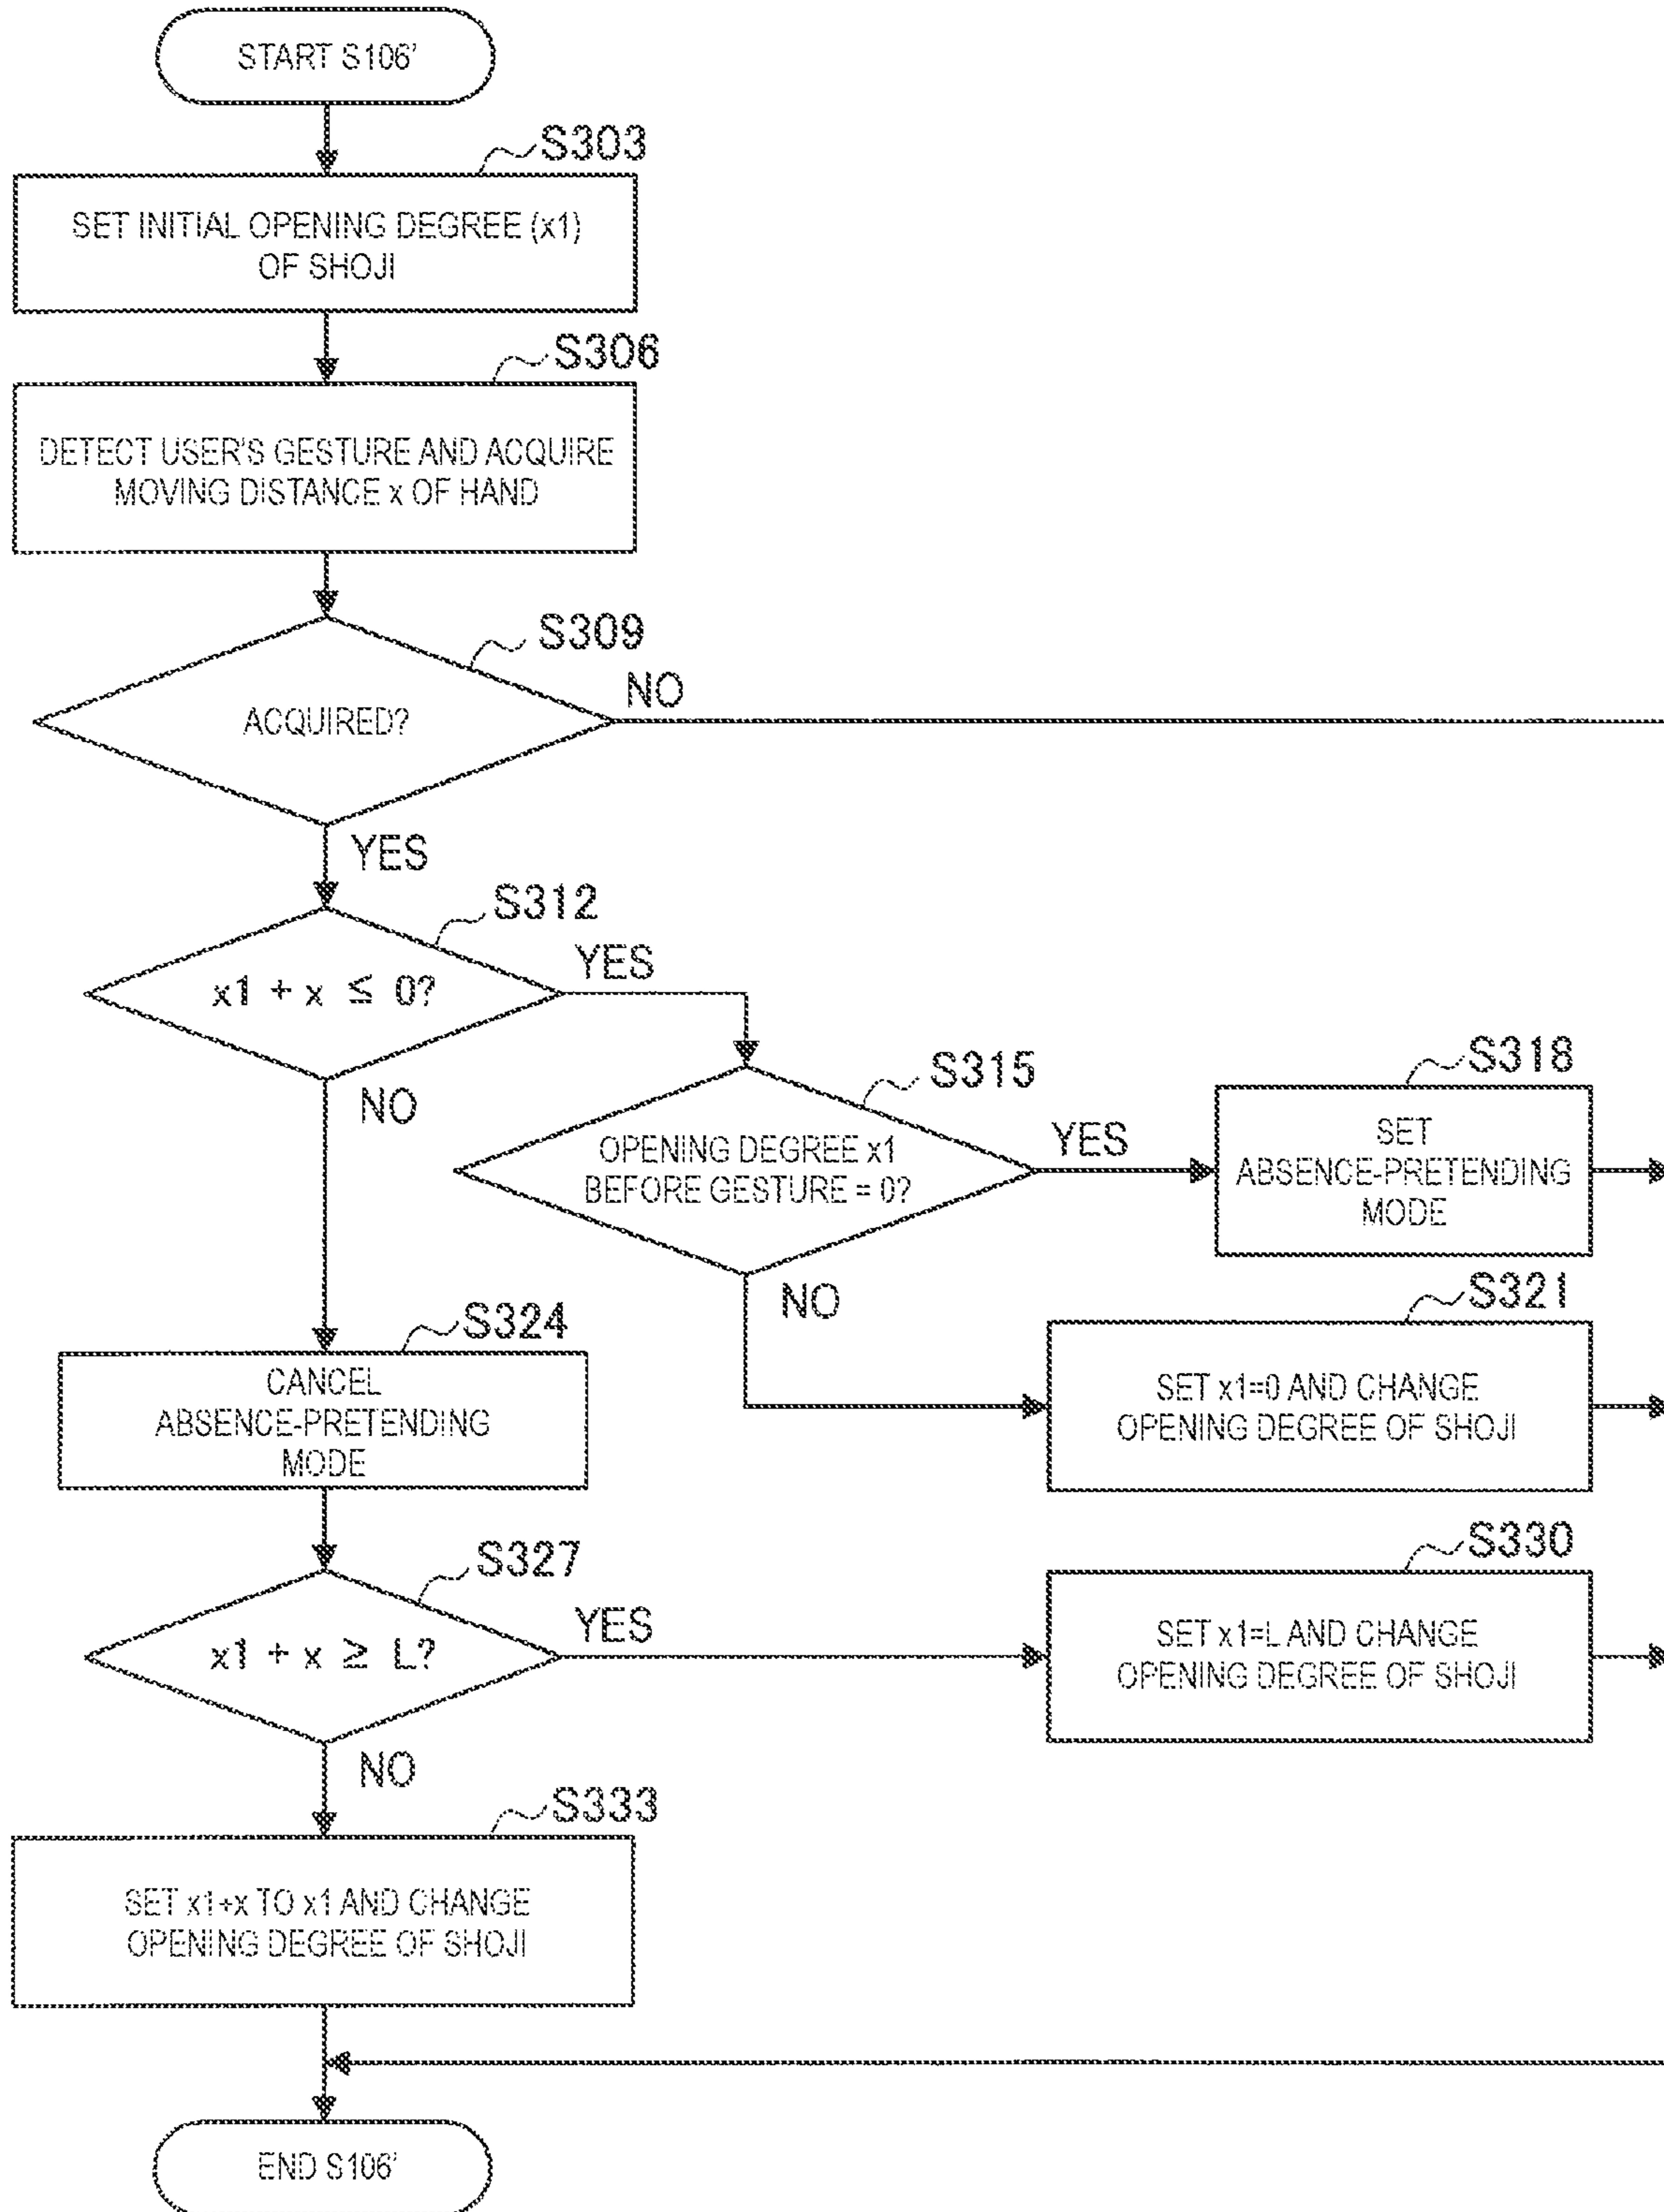 START S106'
S303
SET INITIAL OPENING DEGREE (x1)
OF SHOJI
S306
DETECT USER'S GESTURE AND ACQUIRE
MOVING DISTANCE x OF HAND
S309
ACQUIRED?
NO
YES
S312
x1 + x ≤ 0?
YES
NO
S315
OPENING DEGREE x1
BEFORE GESTURE = 0?
YES
NO
S318
SET
ABSENCE-PRETENDING
MODE
S321
SET x1=0 AND CHANGE
OPENING DEGREE OF SHOJI
S324
CANCEL
ABSENCE-PRETENDING
MODE
S327
x1 + x ≥ L?
YES
NO
S330
SET x1=L AND CHANGE
OPENING DEGREE OF SHOJI
S333
SET x1+x TO x1 AND CHANGE
OPENING DEGREE OF SHOJI
END S106'